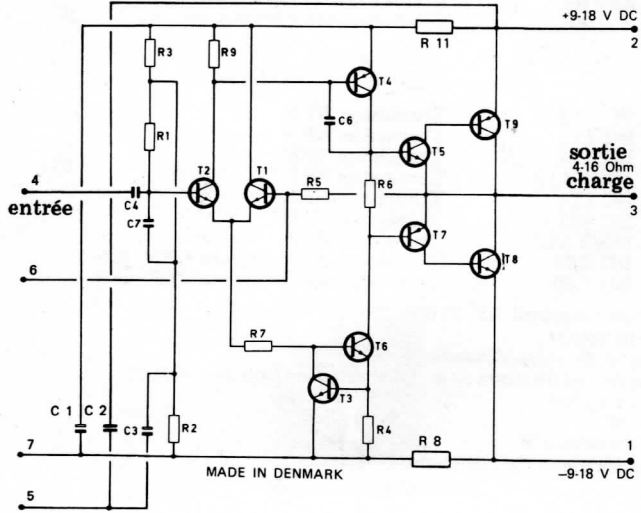 +9-18 V DC
2
R3
R9
R 11
T4
C6
T9
R1
T5
T2
T1
sortie
4-16 Ohm
charge
3
4
entrée
C4
C7
R5
R6
T7
T8
6
R7
T6
T3
C 1
C 2
C3
R2
R4
R 8
7
1
MADE IN DENMARK
–9-18 V DC
5